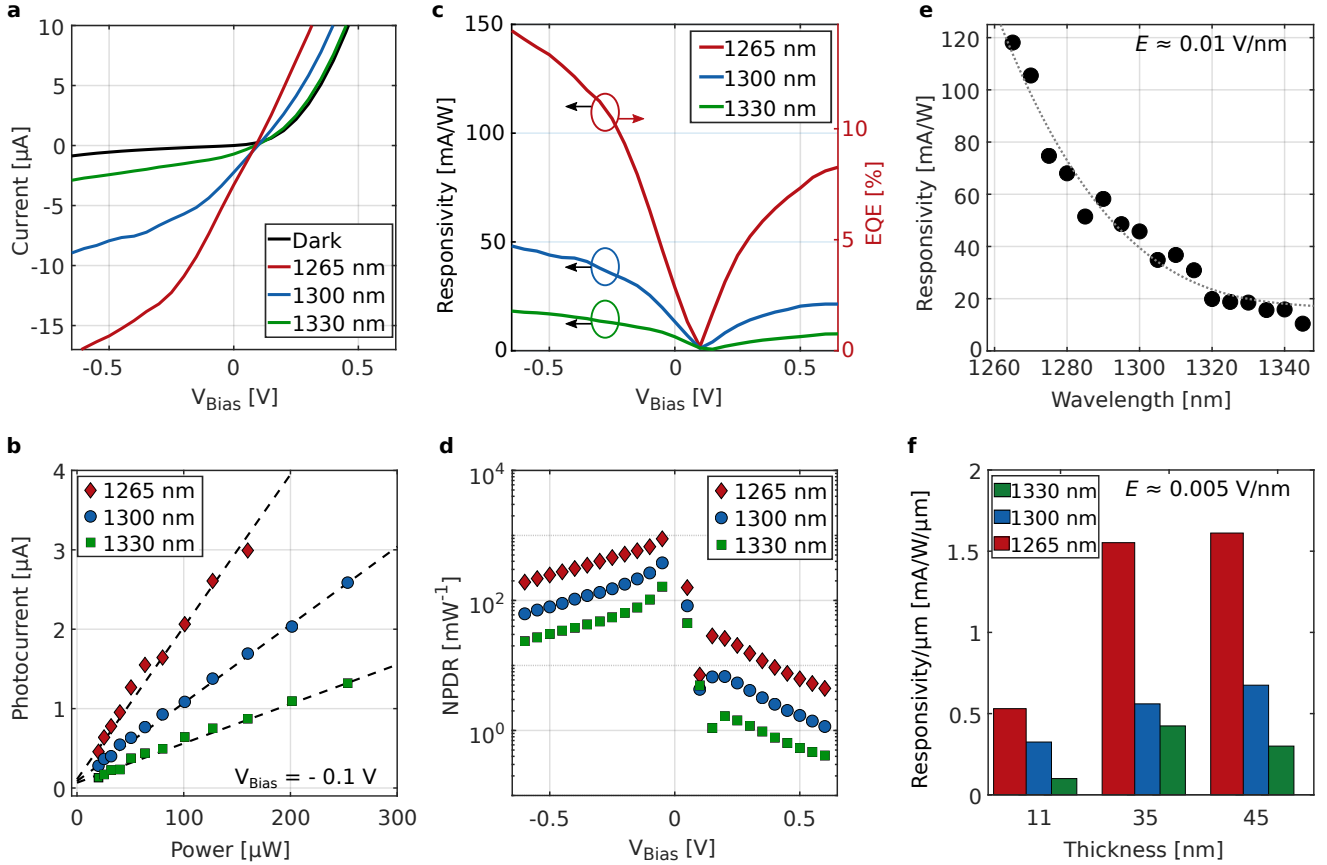 a
10
5
0
-5
-10
-15
Current [µA]
Dark
1265 nm
1300 nm
1330 nm
-0.5
0
0.5
V_Bias [V]
c
150
100
50
0
Responsivity [mA/W]
1265 nm
1300 nm
1330 nm
10
5
0
EQE [%]
-0.5
0
0.5
V_Bias [V]
e
E ≈ 0.01 V/nm
120
100
80
60
40
20
0
Responsivity [mA/W]
1260
1280
1300
1320
1340
Wavelength [nm]
b
4
3
2
1
0
Photocurrent [µA]
1265 nm
1300 nm
1330 nm
V_Bias = - 0.1 V
0
100
200
300
Power [µW]
d
10^4
10^2
10^0
NPDR [mW^-1]
1265 nm
1300 nm
1330 nm
-0.5
0
0.5
V_Bias [V]
f
2
1.5
1
0.5
0
Responsivity/µm [mA/W/µm]
1330 nm
1300 nm
1265 nm
E ≈ 0.005 V/nm
11
35
45
Thickness [nm]